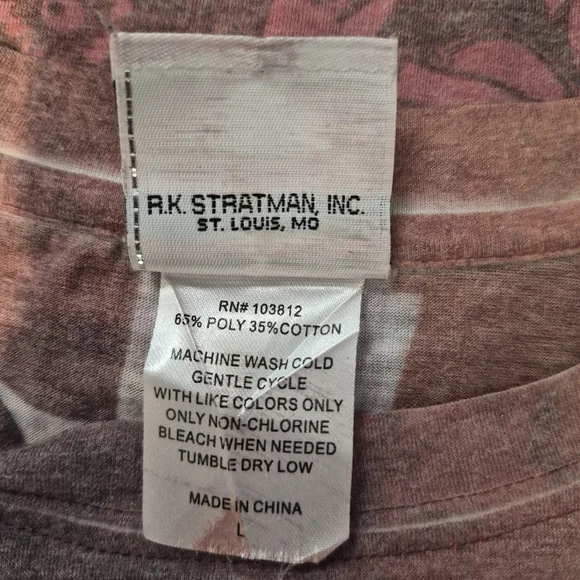 R.K. STRATMAN, INC.
ST. LOUIS, MO
RN# 103812
65% POLY 35%COTTON
MACHINE WASH COLD
GENTLE CYCLE
WITH LIKE COLORS ONLY
ONLY NON-CHLORINE
BLEACH WHEN NEEDED
TUMBLE DRY LOW
MADE IN CHINA
L